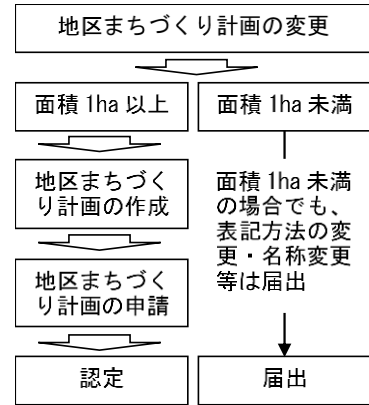 地区まちづくり計画の変更
面積 1ha 以上
面積 1ha 未満
地区まちづく
り計画の作成
地区まちづく
り計画の申請
認定
面積 1ha 未満
の場合でも、
表記方法の変
更・名称変更
等は届出
届出